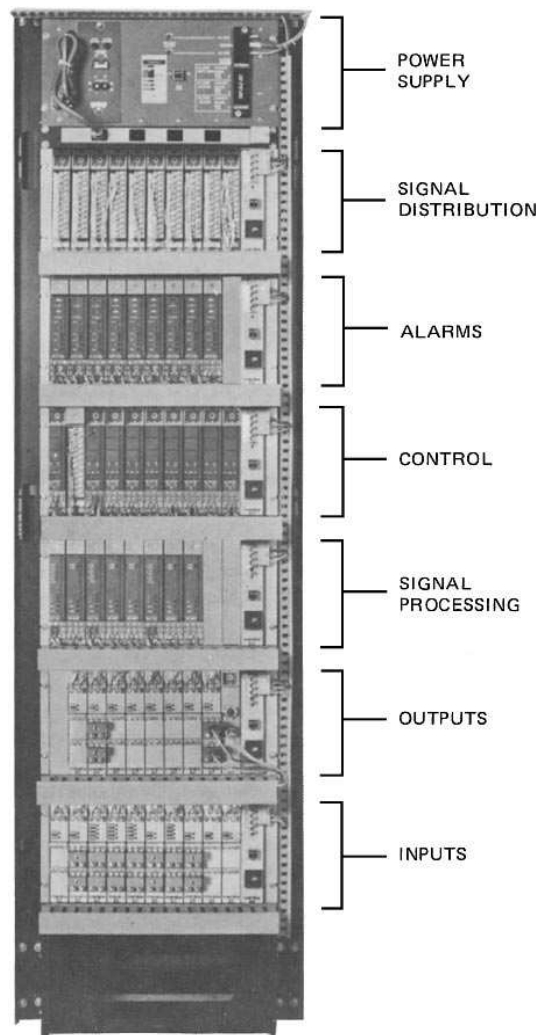 POWER
SUPPLY
SIGNAL
DISTRIBUTION
ALARMS
CONTROL
SIGNAL
PROCESSING
OUTPUTS
INPUTS